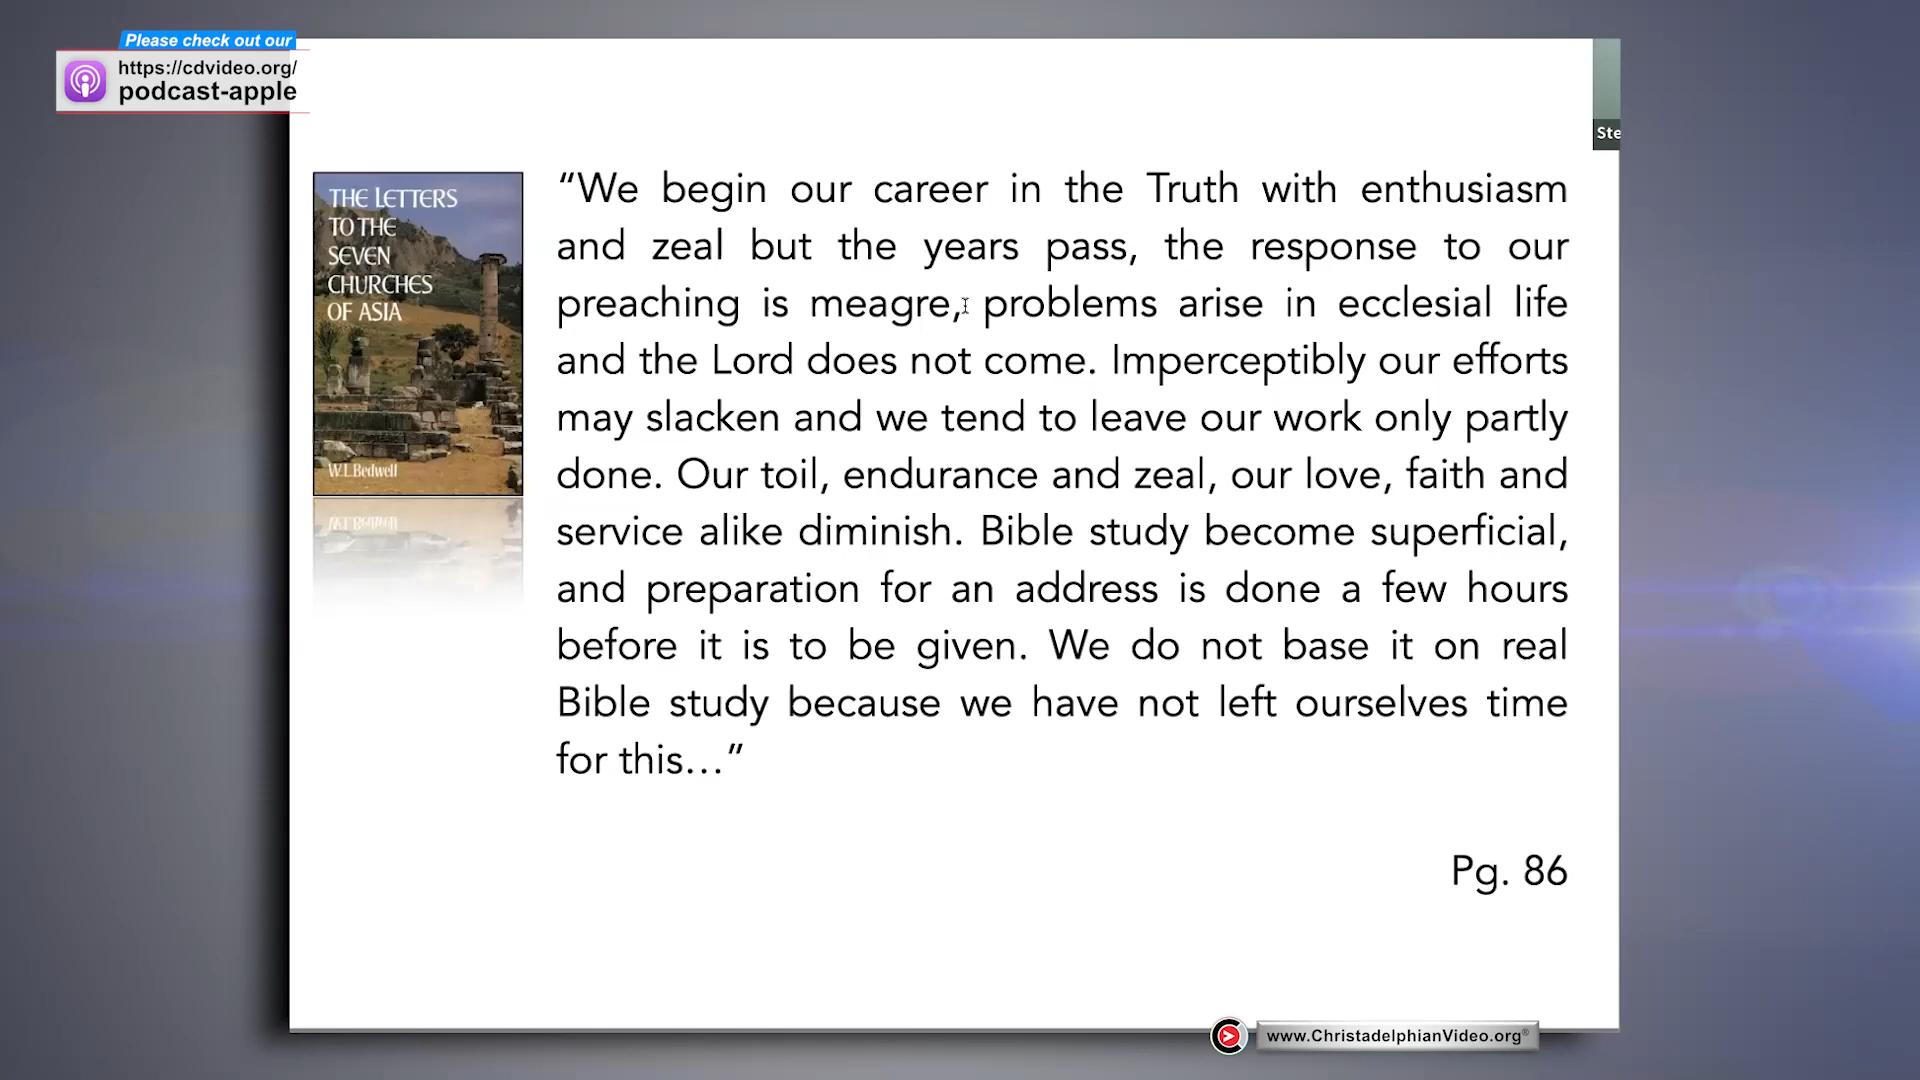 Please check out our
https://cdvideo.org/
podcast-apple
Ste
THE LETTERS
TO THE
SEVEN
CHURCHES
OF ASIA
W.L.Bedwell
“We begin our career in the Truth with enthusiasm
and zeal but the years pass, the response to our
preaching is meagre, problems arise in ecclesial life
and the Lord does not come. Imperceptibly our efforts
may slacken and we tend to leave our work only partly
done. Our toil, endurance and zeal, our love, faith and
service alike diminish. Bible study become superficial,
and preparation for an address is done a few hours
before it is to be given. We do not base it on real
Bible study because we have not left ourselves time
for this…”
Pg. 86
www.ChristadelphianVideo.org®